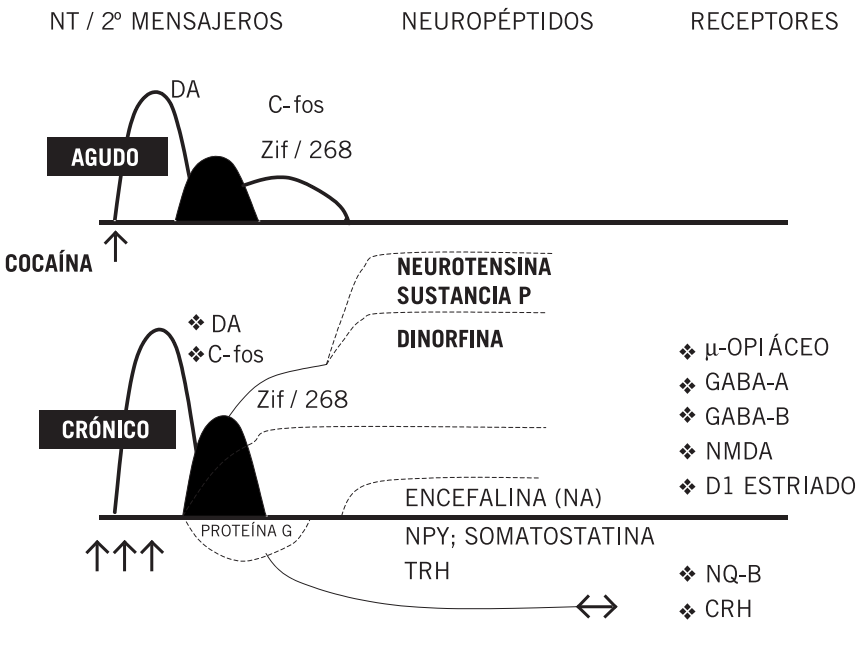 NT / 2º MENSAJEROS NEUROPÉPTIDOS RECEPTORES
DA
C-fos
Zif / 268
AGUDO
COCAÍNA
NEUROTENSINA
SUSTANCIA P
DINORFINA
❖ DA
❖ C-fos
Zif / 268
CRÓNICO
PROTEÍNA G
ENCEFALINA (NA)
NPY; SOMATOSTATINA
TRH
❖ μ-OPIÁCEO
❖ GABA-A
❖ GABA-B
❖ NMDA
❖ D1 ESTRIADO
❖ NQ-B
❖ CRH